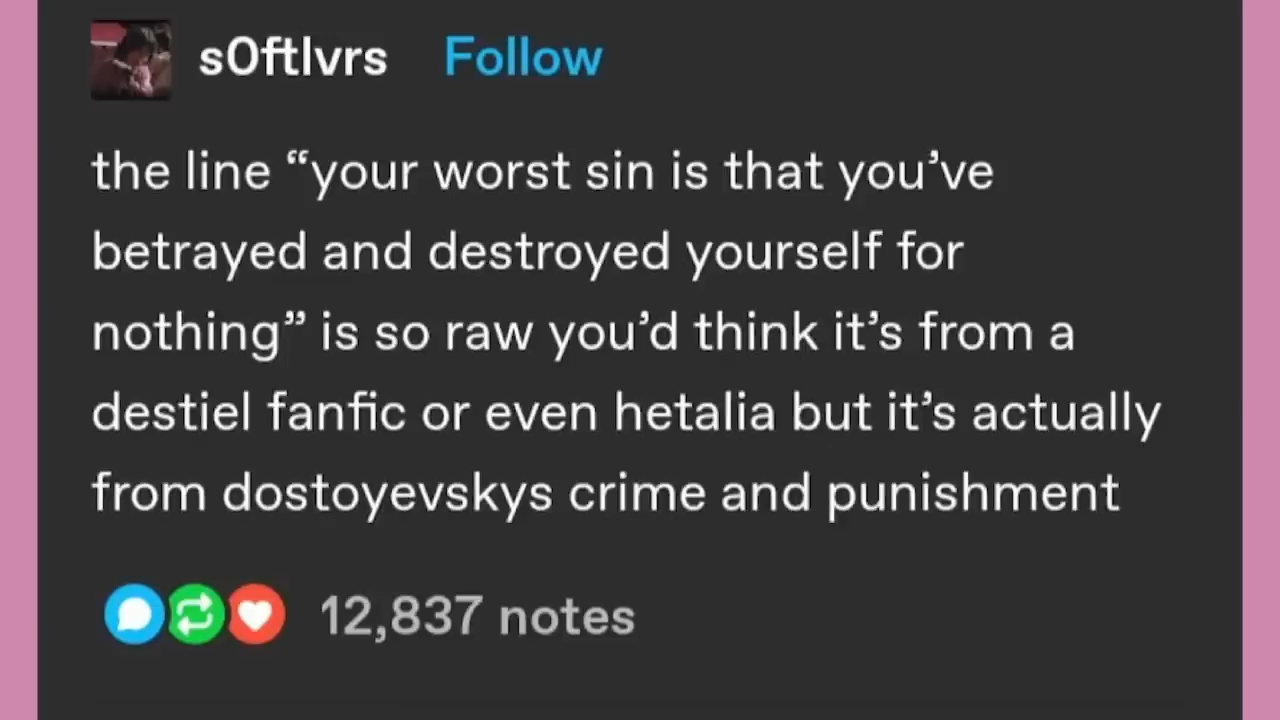 s0ftlvrs Follow
the line “your worst sin is that you’ve
betrayed and destroyed yourself for
nothing” is so raw you’d think it’s from a
destiel fanfic or even hetalia but it’s actually
from dostoyevskys crime and punishment
12,837 notes